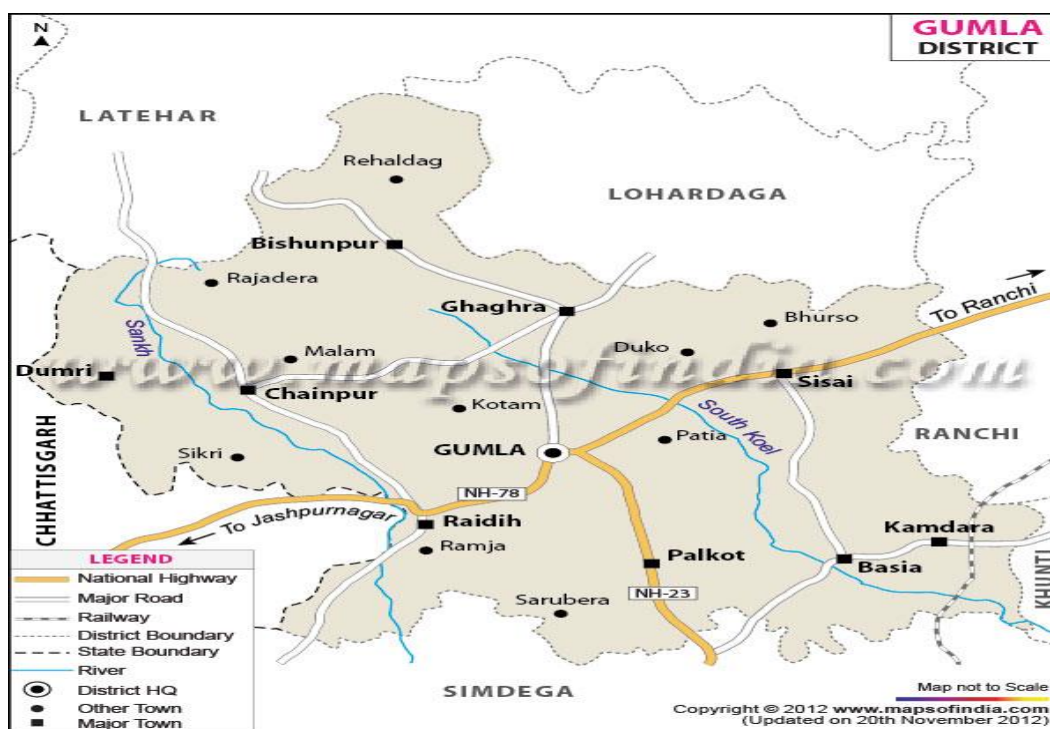 N
GUMLA
DISTRICT
LATEHAR
Rehaldag
LOHARDAGA
Bishunpur
Rajadera
Ghaghra
To Ranchi
Bhurso
Sankh
Malam
Duko
www.mapsofindia.com
Dumri
Sisai
Chainpur
Kotam
South Koel
Patia
RANCHI
CHHATTISGARH
Sikri
GUMLA
NH-78
To Jashpurnagar
Raidih
Kamdara
Ramja
Palkot
Basia
KHUNTI
NH-23
Sarubera
LEGEND
National Highway
Major Road
Railway
District Boundary
State Boundary
River
District HQ
Other Town
Major Town
SIMDEGA
Map not to Scale
Copyright © 2012 www.mapsofindia.com
(Updated on 20th November 2012)